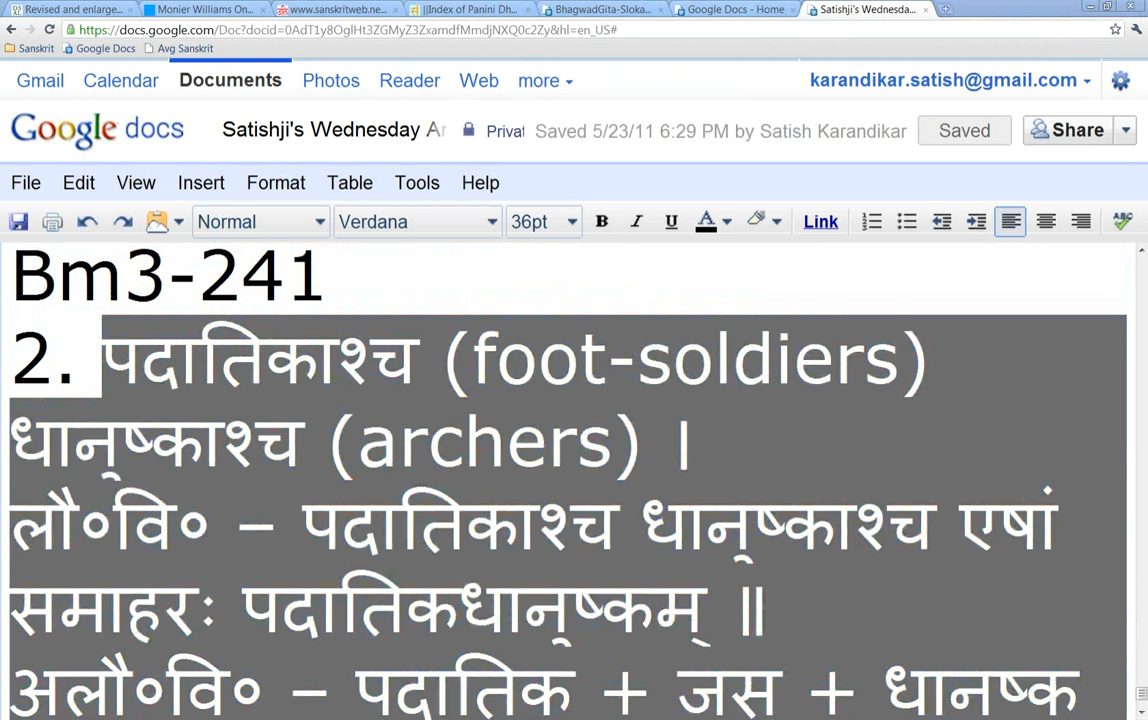 Revised and enlarge...
Monier Williams On...
www.sanskritweb.ne...
||Index of Panini Dh...
BhagwadGita-Sloka...
Google Docs - Home
Satishji's Wednesda...
https://docs.google.com/Doc?docid=0AdT1y8OglHt3ZGMyZ3ZxamdfMmdjNXQ0c2Zy&hl=en_US#
Sanskrit Google Docs Avg Sanskrit
Gmail Calendar Documents Photos Reader Web more karandikar.satish@gmail.com
Google docs Satishji's Wednesday Privat Saved 5/23/11 6:29 PM by Satish Karandikar Saved Share
File Edit View Insert Format Table Tools Help
Normal Verdana 36pt B I U A Link ABC
Bm3-241
2. पदातिकाश्च (foot-soldiers)
धानुष्काश्च (archers) ।
लौ०वि० – पदातिकाश्च धानुष्काश्च एषां
समाहरः पदातिकधानुष्कम् ॥
अलौ०वि० – पदातिक + जस + धानष्क